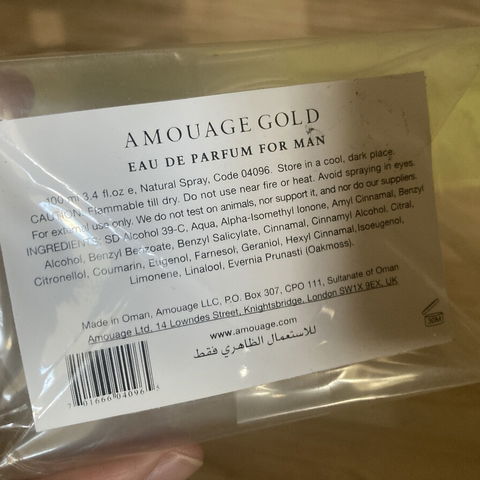 AMOUAGE GOLD
EAU DE PARFUM FOR MAN
100 ml 3.4 fl.oz e, Natural Spray, Code 04096. Store in a cool, dark place.
CAUTION: Flammable till dry. Do not use near fire or heat. Avoid spraying in eyes.
For external use only. We do not test on animals, nor support it, and nor do our suppliers.
INGREDIENTS: SD Alcohol 39-C, Aqua, Alpha-Isomethyl Ionone, Amyl Cinnamal, Benzyl
Alcohol, Benzyl Benzoate, Benzyl Salicylate, Cinnamal, Cinnamyl Alcohol, Citral,
Citronellol, Coumarin, Eugenol, Farnesol, Geraniol, Hexyl Cinnamal, Isoeugenol,
Limonene, Linalool, Evernia Prunasti (Oakmoss).
Made in Oman, Amouage LLC, P.O. Box 307, CPO 111, Sultanate of Oman
Amouage Ltd. 14 Lowndes Street, Knightsbridge, London SW1X 9EX, UK
www.amouage.com
للاستعمال الظاهري فقط
7 01666 04096 5
36M